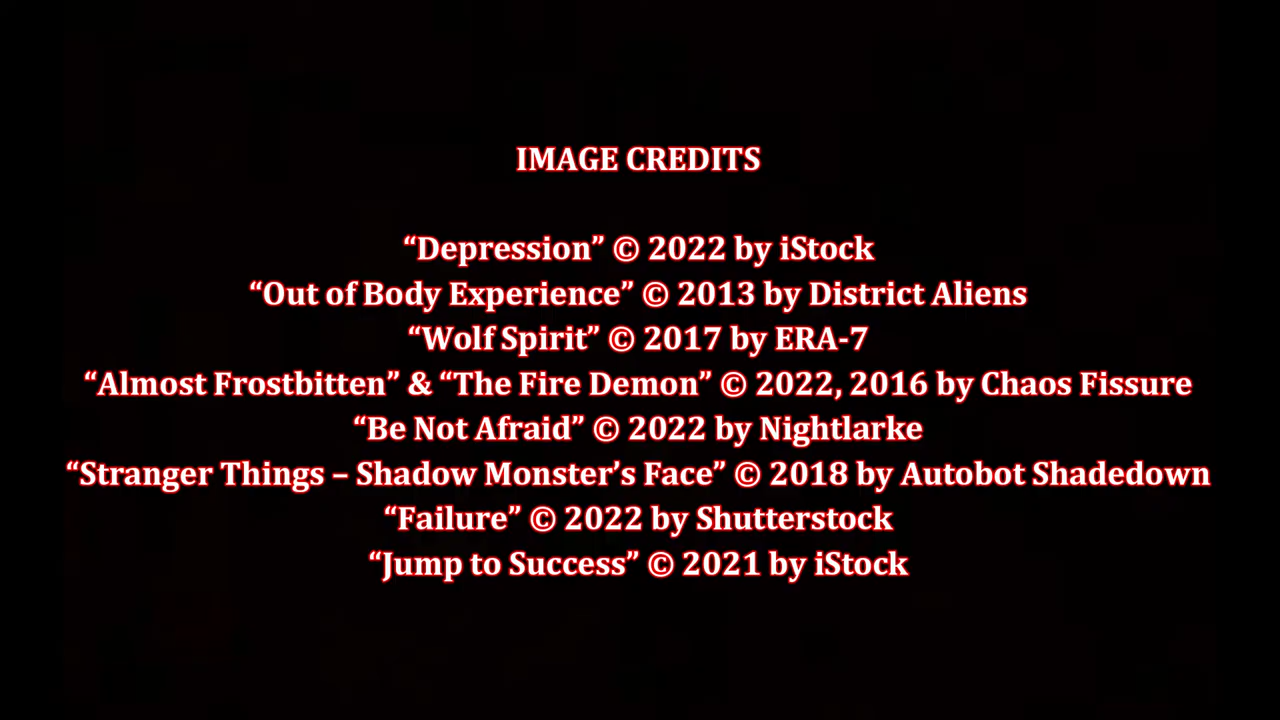 IMAGE CREDITS
“Depression” © 2022 by iStock
“Out of Body Experience” © 2013 by District Aliens
“Wolf Spirit” © 2017 by ERA-7
“Almost Frostbitten” & “The Fire Demon” © 2022, 2016 by Chaos Fissure
“Be Not Afraid” © 2022 by Nightlarke
“Stranger Things – Shadow Monster’s Face” © 2018 by Autobot Shadedown
“Failure” © 2022 by Shutterstock
“Jump to Success” © 2021 by iStock